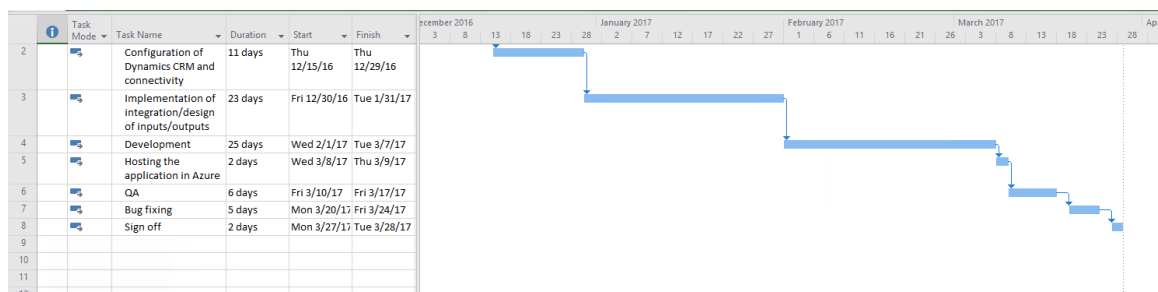 Task
Mode Task Name Duration Start Finish
ecember 2016 January 2017 February 2017 March 2017 Ap
3 8 13 18 23 28 2 7 12 17 22 27 1 6 11 16 21 26 3 8 13 18 23 28
2 Configuration of 11 days Thu Thu
Dynamics CRM and 12/15/16 12/29/16
connectivity
3 Implementation of 23 days Fri 12/30/16 Tue 1/31/17
integration/design
of inputs/outputs
4 Development 25 days Wed 2/1/17 Tue 3/7/17
5 Hosting the 2 days Wed 3/8/17 Thu 3/9/17
application in Azure
6 QA 6 days Fri 3/10/17 Fri 3/17/17
7 Bug fixing 5 days Mon 3/20/17 Fri 3/24/17
8 Sign off 2 days Mon 3/27/17 Tue 3/28/17
9
10
11